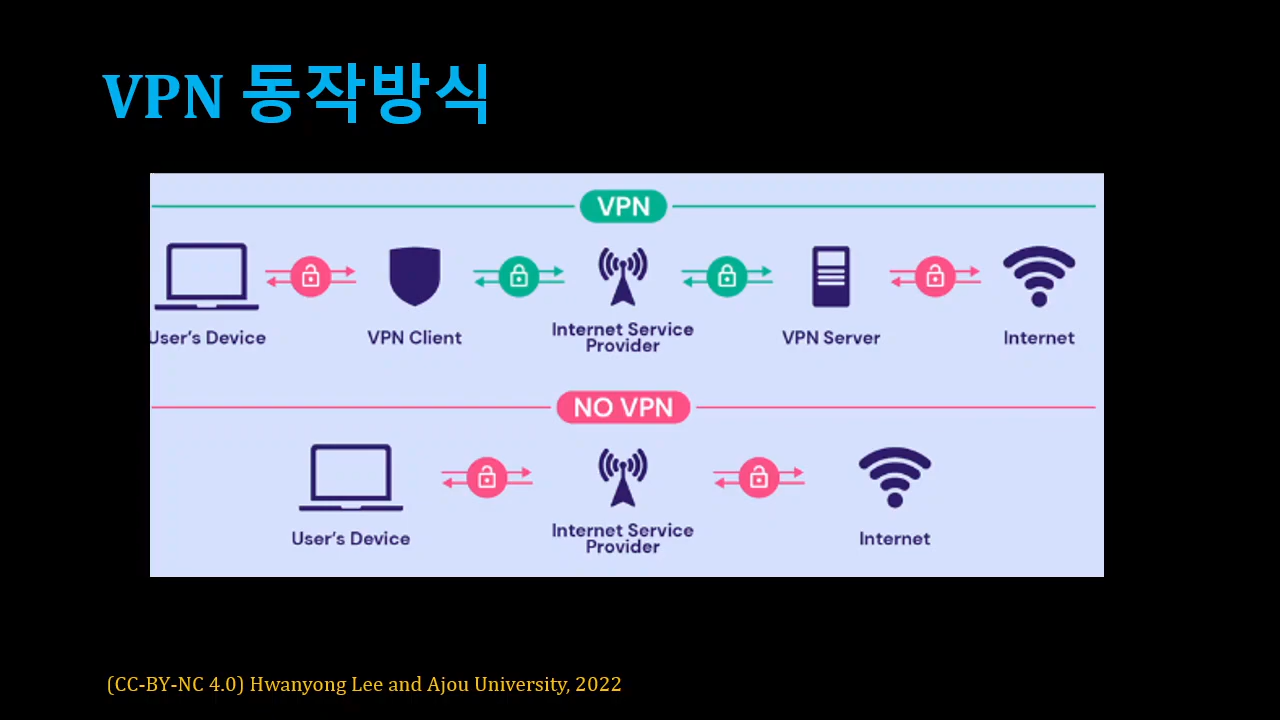 VPN 동작방식
VPN
User's Device
VPN Client
Internet Service
Provider
VPN Server
Internet
NO VPN
User's Device
Internet Service
Provider
Internet
(CC-BY-NC 4.0) Hwanyong Lee and Ajou University, 2022